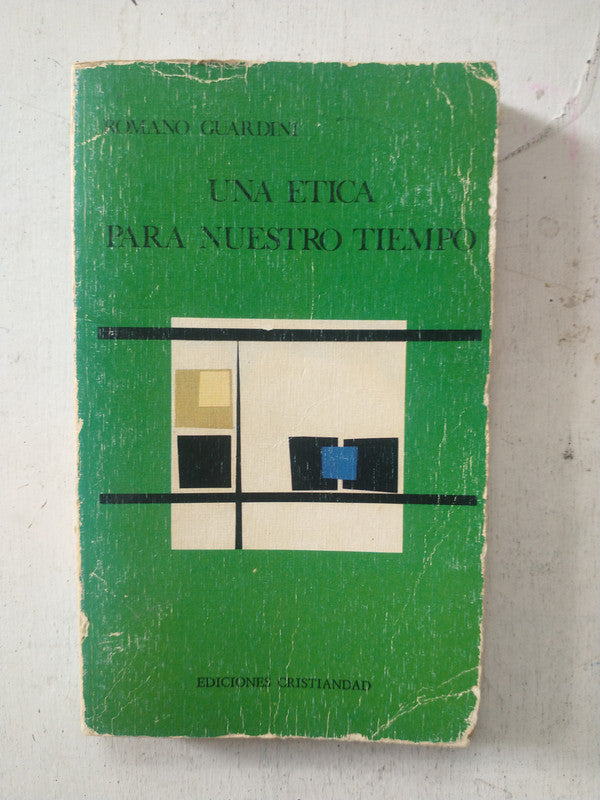 ROMANO GUARDINI
UNA ETICA
PARA NUESTRO TIEMPO
EDICIONES CRISTIANDAD